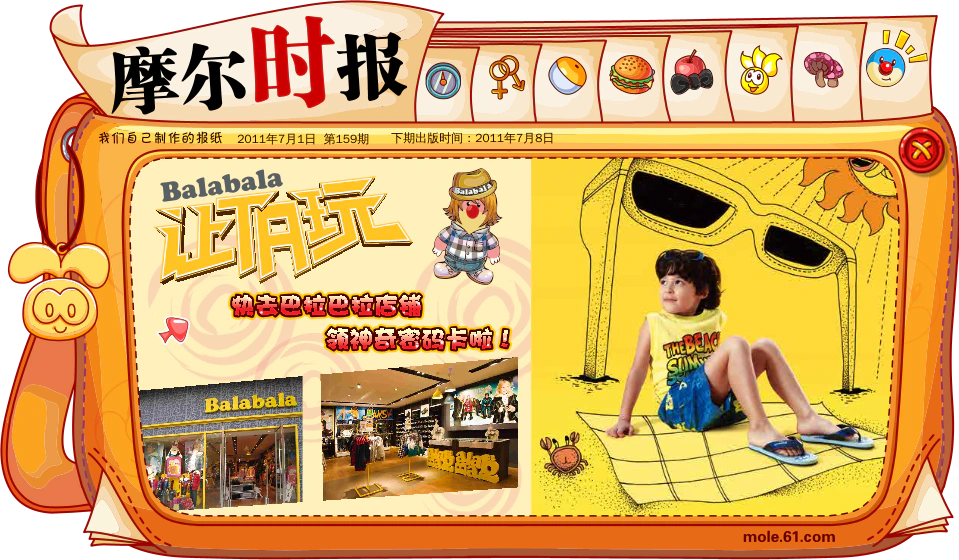 摩尔时报
我们自己制作的报纸 2011年7月1日 第159期 下期出版时间：2011年7月8日
Balabala
让TA玩
Balabala
快去巴拉巴拉店铺
领神奇密码卡啦！
Balabala
THE BEACH
SUM
mole.61.com